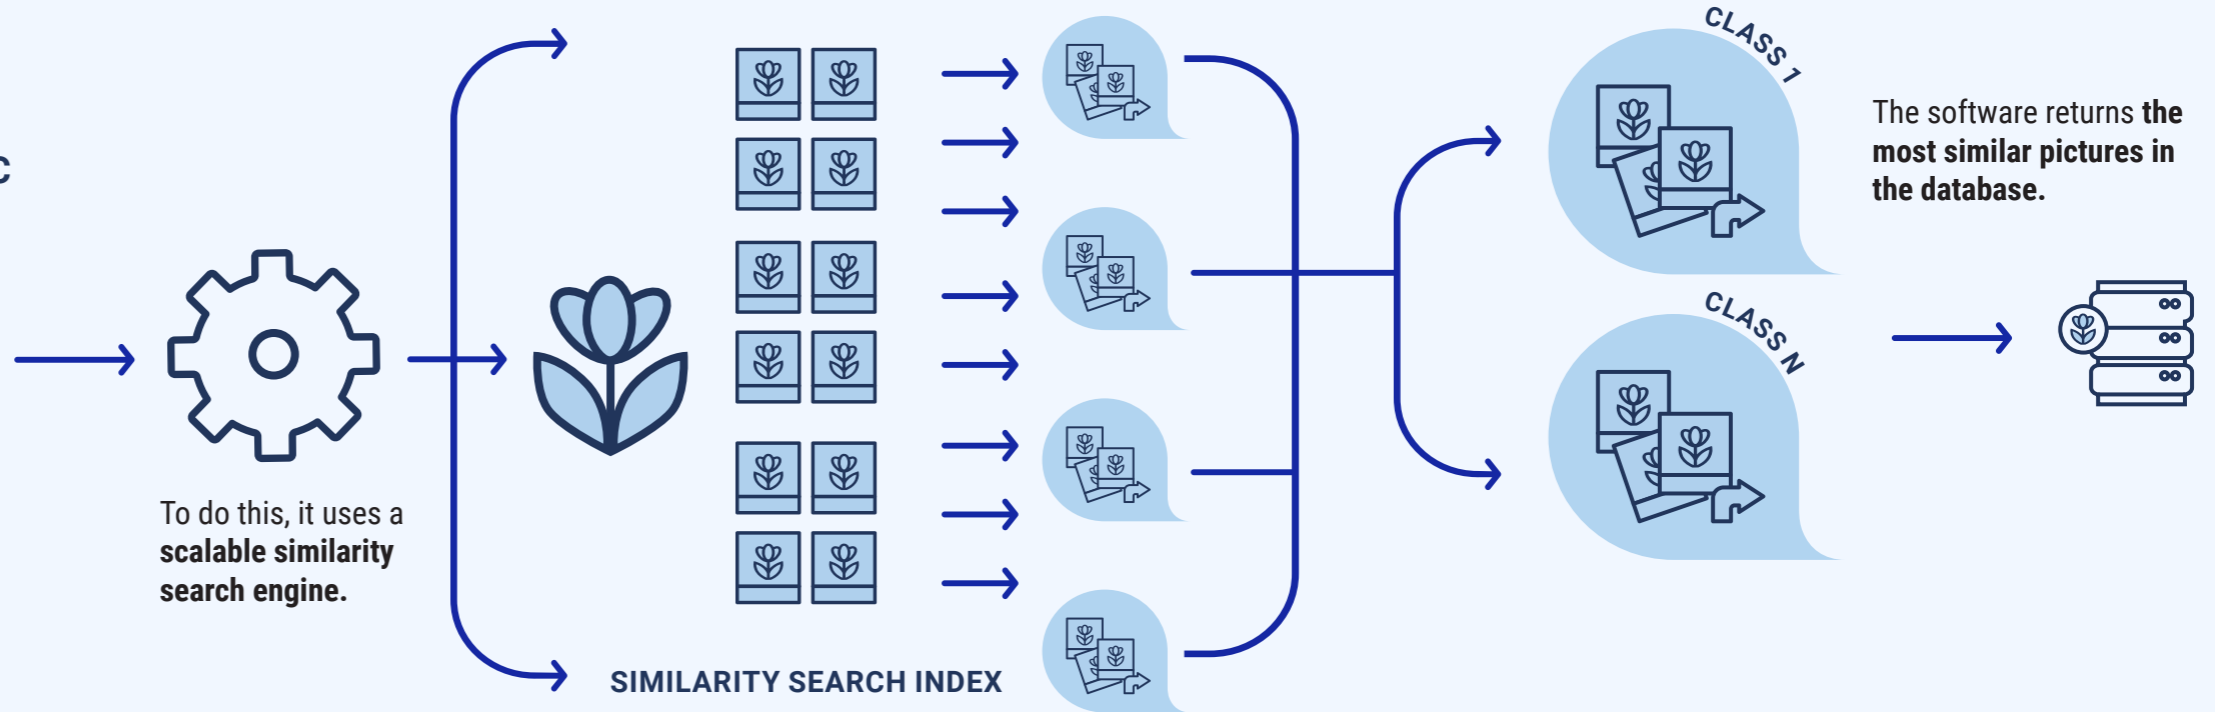 C
To do this, it uses a
scalable similarity
search engine.
SIMILARITY SEARCH INDEX
CLASS 1
CLASS N
The software returns the
most similar pictures in
the database.